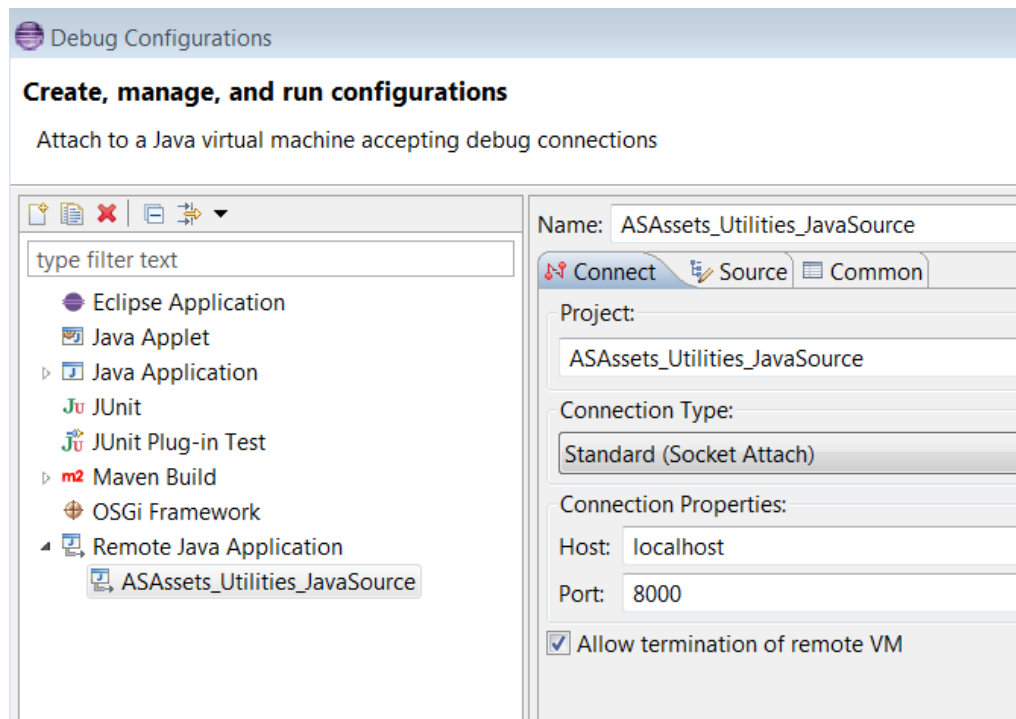 Debug Configurations
Create, manage, and run configurations
Attach to a Java virtual machine accepting debug connections
type filter text
Eclipse Application
Java Applet
Java Application
JUnit
JUnit Plug-in Test
m2 Maven Build
OSGi Framework
Remote Java Application
ASAssets_Utilities_JavaSource
Name: ASAssets_Utilities_JavaSource
Connect Source Common
Project:
ASAssets_Utilities_JavaSource
Connection Type:
Standard (Socket Attach)
Connection Properties:
Host: localhost
Port: 8000
Allow termination of remote VM